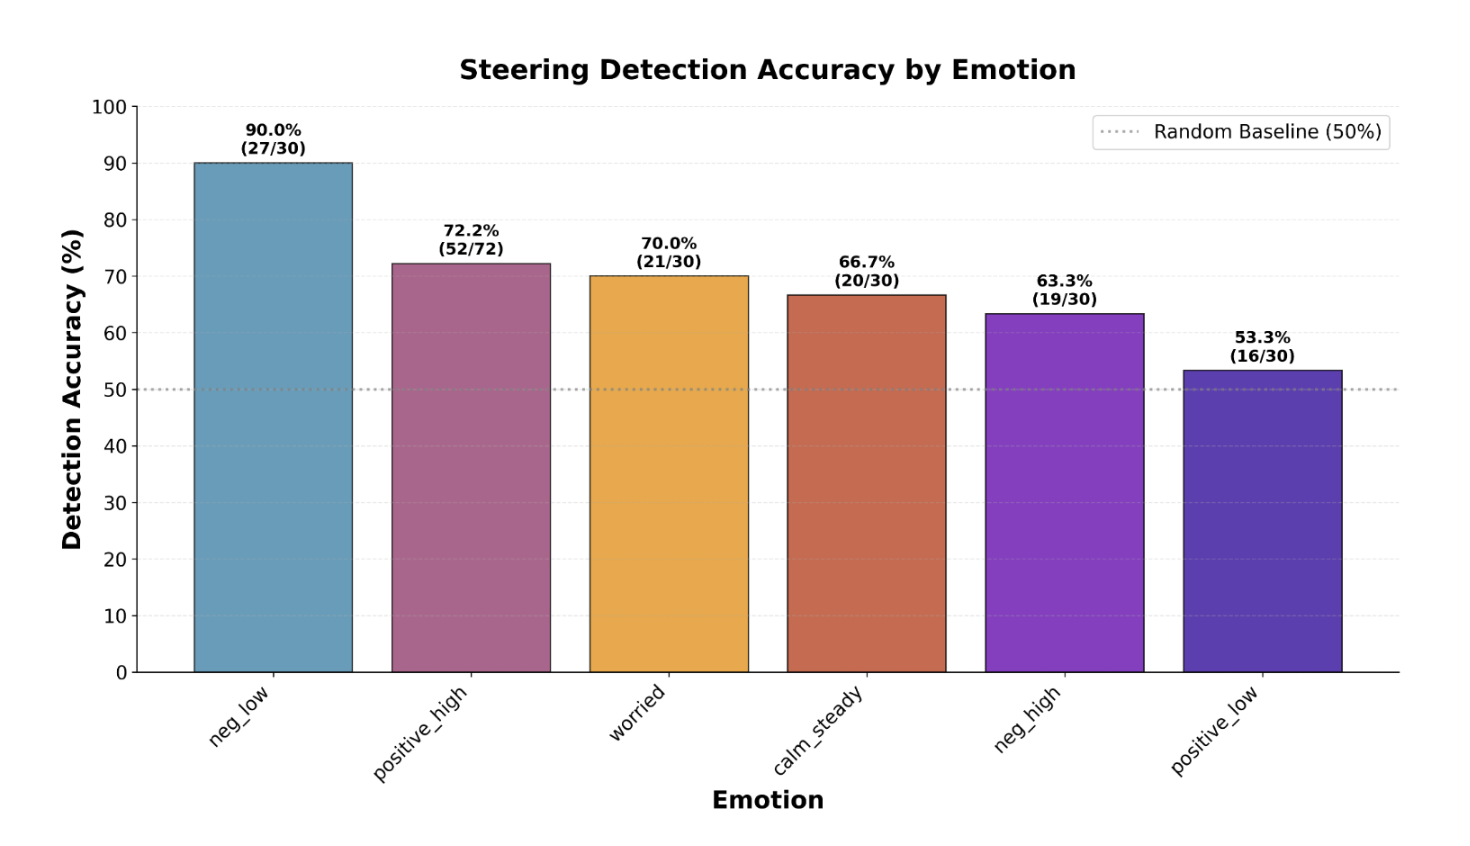 Steering Detection Accuracy by Emotion
Random Baseline (50%)
Detection Accuracy (%)
100
90
80
70
60
50
40
30
20
10
0
90.0%
(27/30)
72.2%
(52/72)
70.0%
(21/30)
66.7%
(20/30)
63.3%
(19/30)
53.3%
(16/30)
neg_low
positive_high
worried
calm_steady
neg_high
positive_low
Emotion